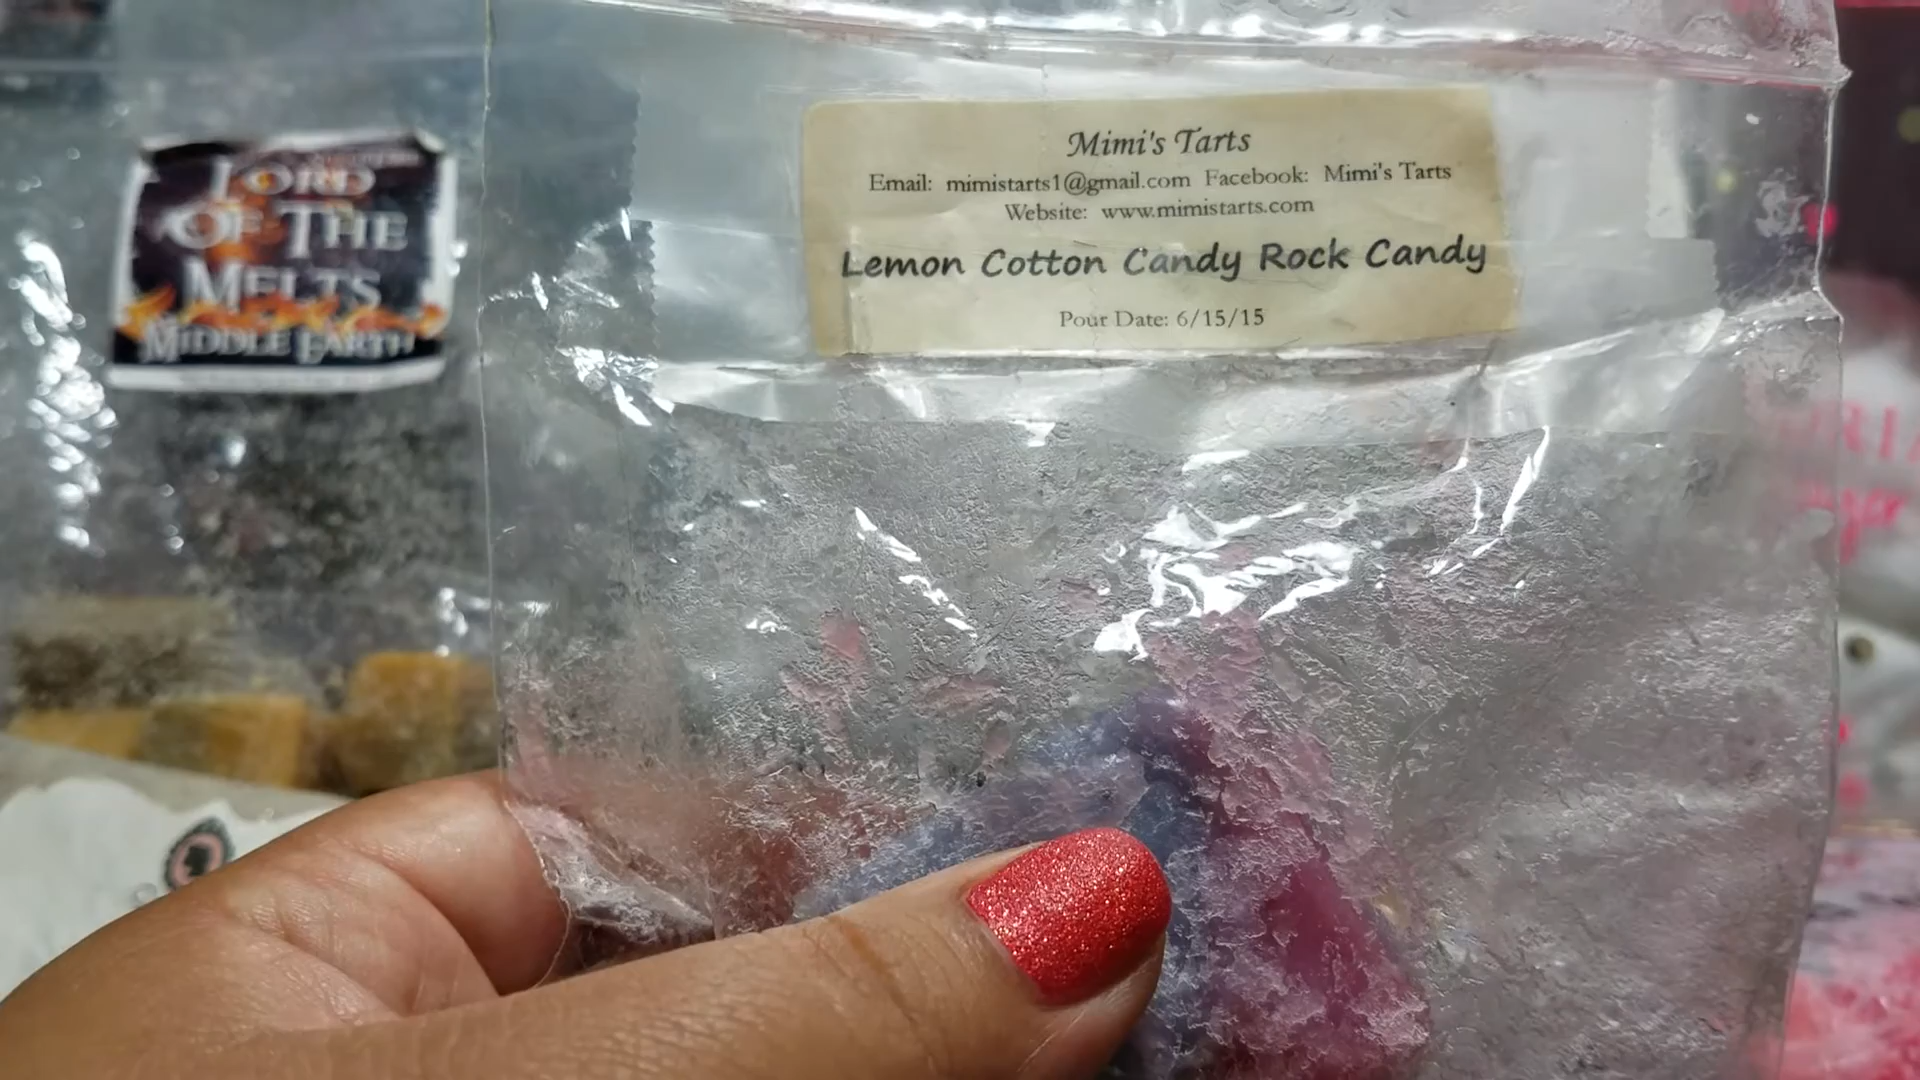 LORD
OF THE
MELTS
MIDDLE EARTH
Mimi's Tarts
Email: mimistarts1@gmail.com Facebook: Mimi's Tarts
Website: www.mimistarts.com
Lemon Cotton Candy Rock Candy
Pour Date: 6/15/15